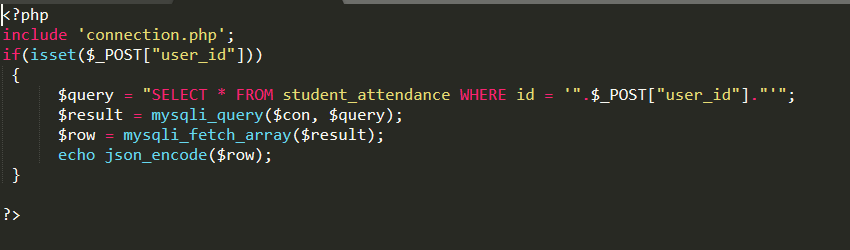 <?php
include 'connection.php';
if(isset($_POST["user_id"]))
{
$query = "SELECT * FROM student_attendance WHERE id = '".$_POST["user_id"]."'";
$result = mysqli_query($con, $query);
$row = mysqli_fetch_array($result);
echo json_encode($row);
}
?>